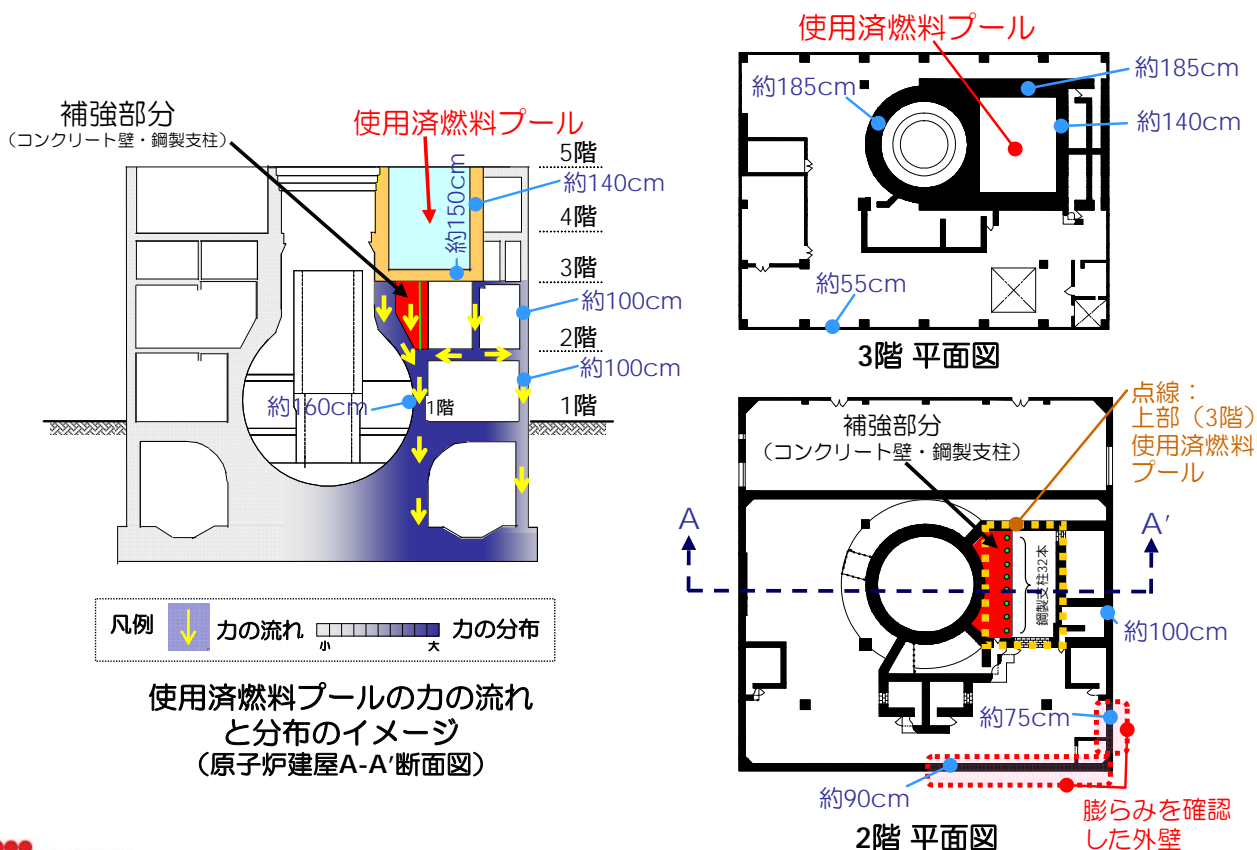 補強部分
(コンクリート壁・鋼製支柱)
使用済燃料プール
5階
約140cm
約150cm
4階
3階
約100cm
2階
約100cm
約160cm
1階
1階
凡例
力の流れ
小
大
力の分布
使用済燃料プールの力の流れ
と分布のイメージ
(原子炉建屋A-A’断面図)
使用済燃料プール
約185cm
約185cm
約140cm
約55cm
3階 平面図
点線：
上部（3階）
使用済燃料
プール
補強部分
(コンクリート壁・鋼製支柱)
A
A’
鋼製支柱32本
約100cm
約75cm
約90cm
膨らみを確認
した外壁
2階 平面図